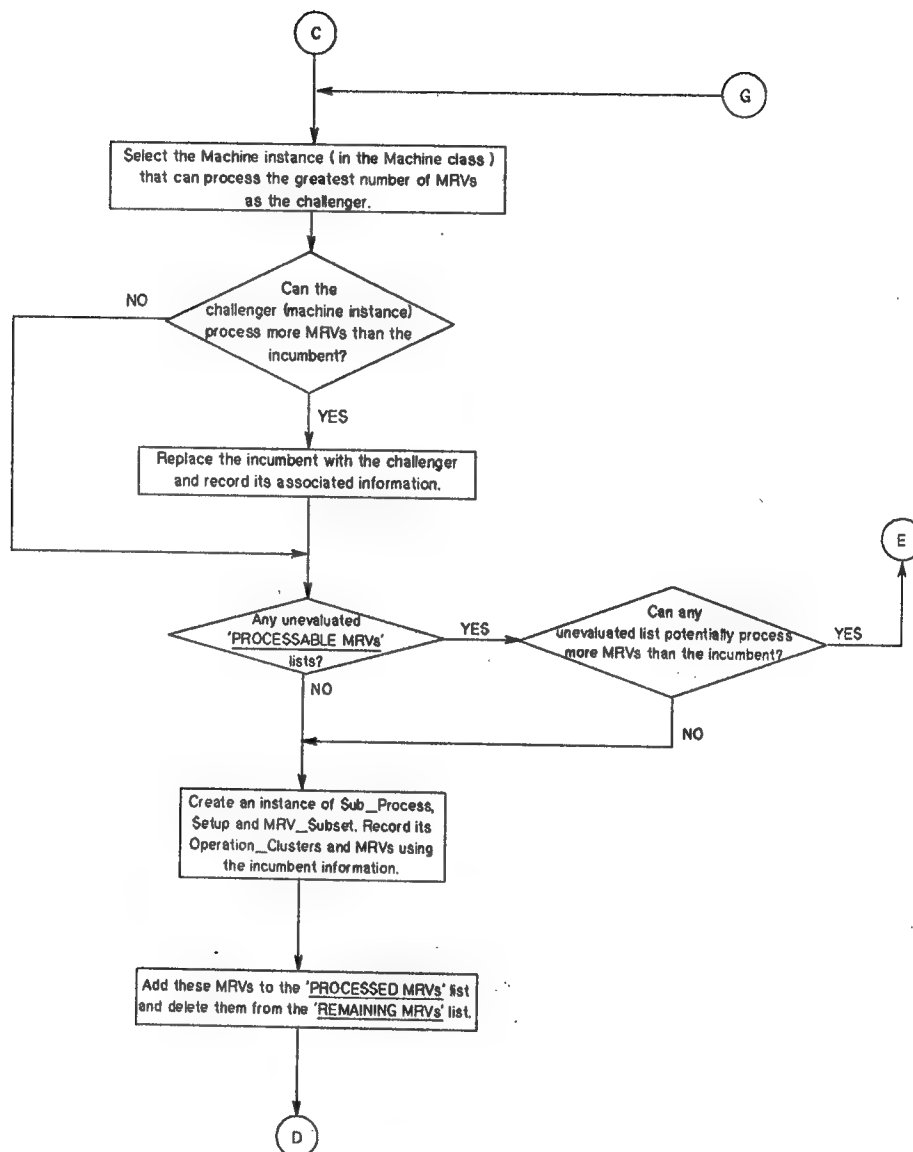 C
G
Select the Machine instance ( in the Machine class )
that can process the greatest number of MRVs
as the challenger.
Can the
challenger (machine instance)
process more MRVs than the
incumbent?
NO
YES
Replace the incumbent with the challenger
and record its associated information.
E
Any unevaluated
'PROCESSABLE MRVs'
lists?
YES
Can any
unevaluated list potentially process
more MRVs than the incumbent?
YES
NO
NO
Create an instance of Sub_Process,
Setup and MRV_Subset. Record its
Operation_Clusters and MRVs using
the incumbent information.
Add these MRVs to the 'PROCESSED MRVs' list
and delete them from the 'REMAINING MRVs' list.
D